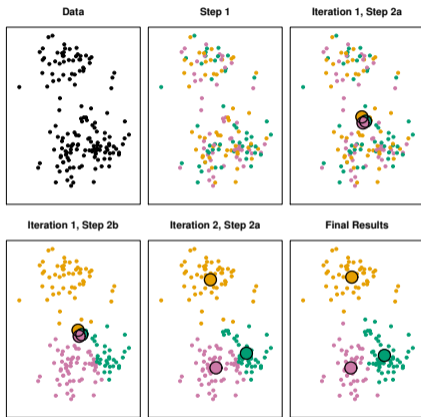 Data
Step 1
Iteration 1, Step 2a
Iteration 1, Step 2b
Iteration 2, Step 2a
Final Results